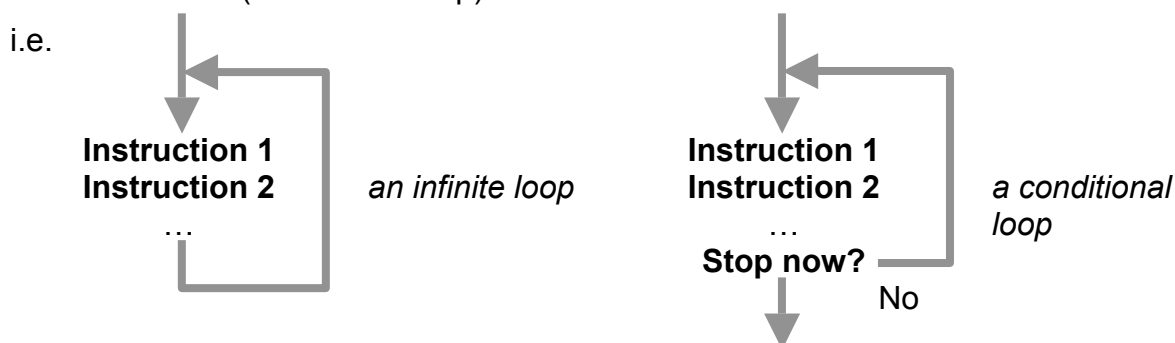 i.e.
Instruction 1
Instruction 2
...
an infinite loop
Instruction 1
Instruction 2
...
Stop now?
No
a conditional
loop